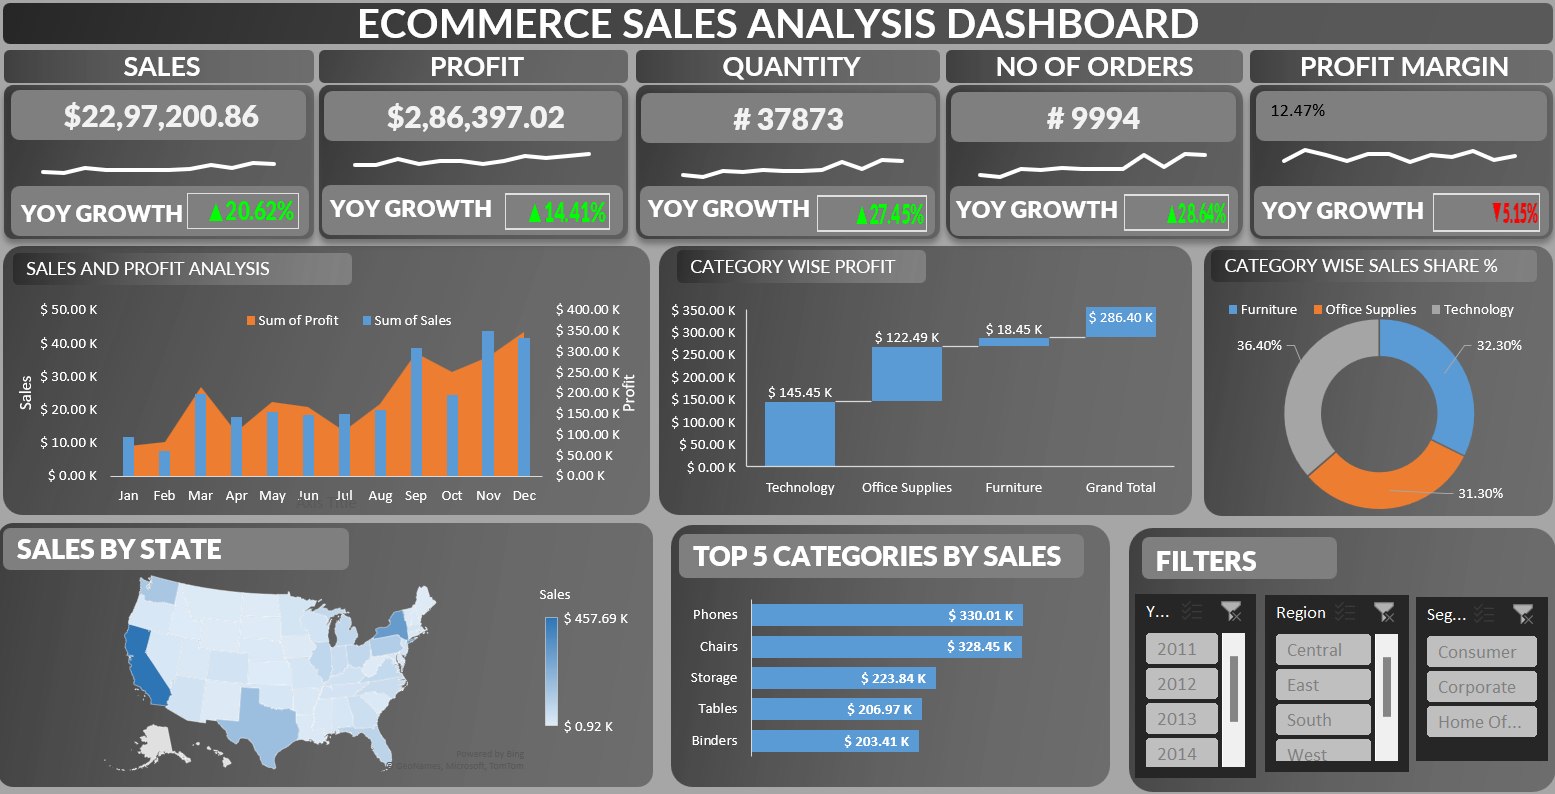 ECOMMERCE SALES ANALYSIS DASHBOARD
SALES
PROFIT
QUANTITY
NO OF ORDERS
PROFIT MARGIN
$22,97,200.86
$2,86,397.02
# 37873
# 9994
12.47%
YOY GROWTH ▲20.62%
YOY GROWTH ▲14.41%
YOY GROWTH ▲27.45%
YOY GROWTH ▲28.64%
YOY GROWTH ▼5.15%
SALES AND PROFIT ANALYSIS
Sum of Profit
Sum of Sales
Sales
$ 50.00 K
$ 40.00 K
$ 30.00 K
$ 20.00 K
$ 10.00 K
$ 0.00 K
$ 400.00 K
$ 350.00 K
$ 300.00 K
$ 250.00 K
$ 200.00 K
$ 150.00 K
$ 100.00 K
$ 50.00 K
$ 0.00 K
Profit
Jan Feb Mar Apr May Jun Jul Aug Sep Oct Nov Dec
Axis Title
CATEGORY WISE PROFIT
$ 350.00 K
$ 300.00 K
$ 250.00 K
$ 200.00 K
$ 150.00 K
$ 100.00 K
$ 50.00 K
$ 0.00 K
$ 145.45 K
$ 122.49 K
$ 18.45 K
$ 286.40 K
Technology
Office Supplies
Furniture
Grand Total
CATEGORY WISE SALES SHARE %
Furniture
Office Supplies
Technology
36.40%
32.30%
31.30%
SALES BY STATE
Sales
$ 457.69 K
$ 0.92 K
Powered by Bing
© GeoNames, Microsoft, TomTom
TOP 5 CATEGORIES BY SALES
Phones $ 330.01 K
Chairs $ 328.45 K
Storage $ 223.84 K
Tables $ 206.97 K
Binders $ 203.41 K
FILTERS
Y...
2011
2012
2013
2014
Region
Central
East
South
West
Seg...
Consumer
Corporate
Home Of...